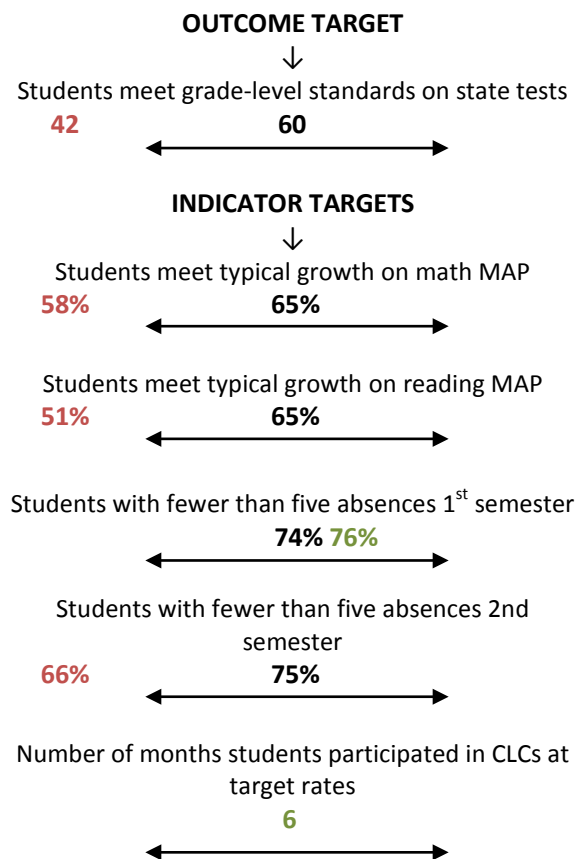 OUTCOME TARGET
↓
Students meet grade-level standards on state tests
42 60
INDICATOR TARGETS
↓
Students meet typical growth on math MAP
58% 65%
Students meet typical growth on reading MAP
51% 65%
Students with fewer than five absences 1st semester
74% 76%
Students with fewer than five absences 2nd
semester
66% 75%
Number of months students participated in CLCs at
target rates
6